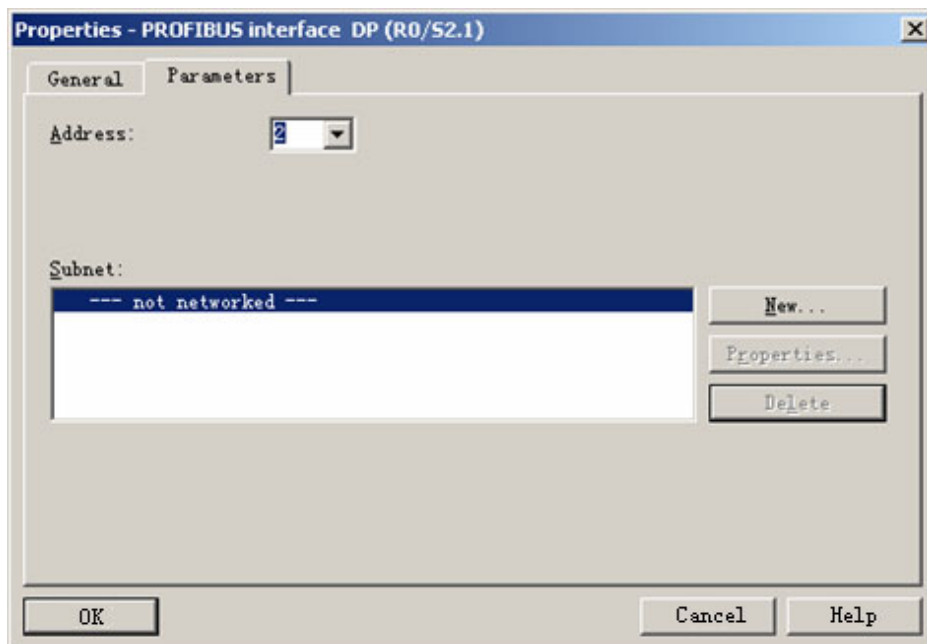 Properties - PROFIBUS interface DP (R0/S2.1)
General Parameters
Address: 2
Subnet:
--- not networked ---
New...
Properties...
Delete
OK Cancel Help